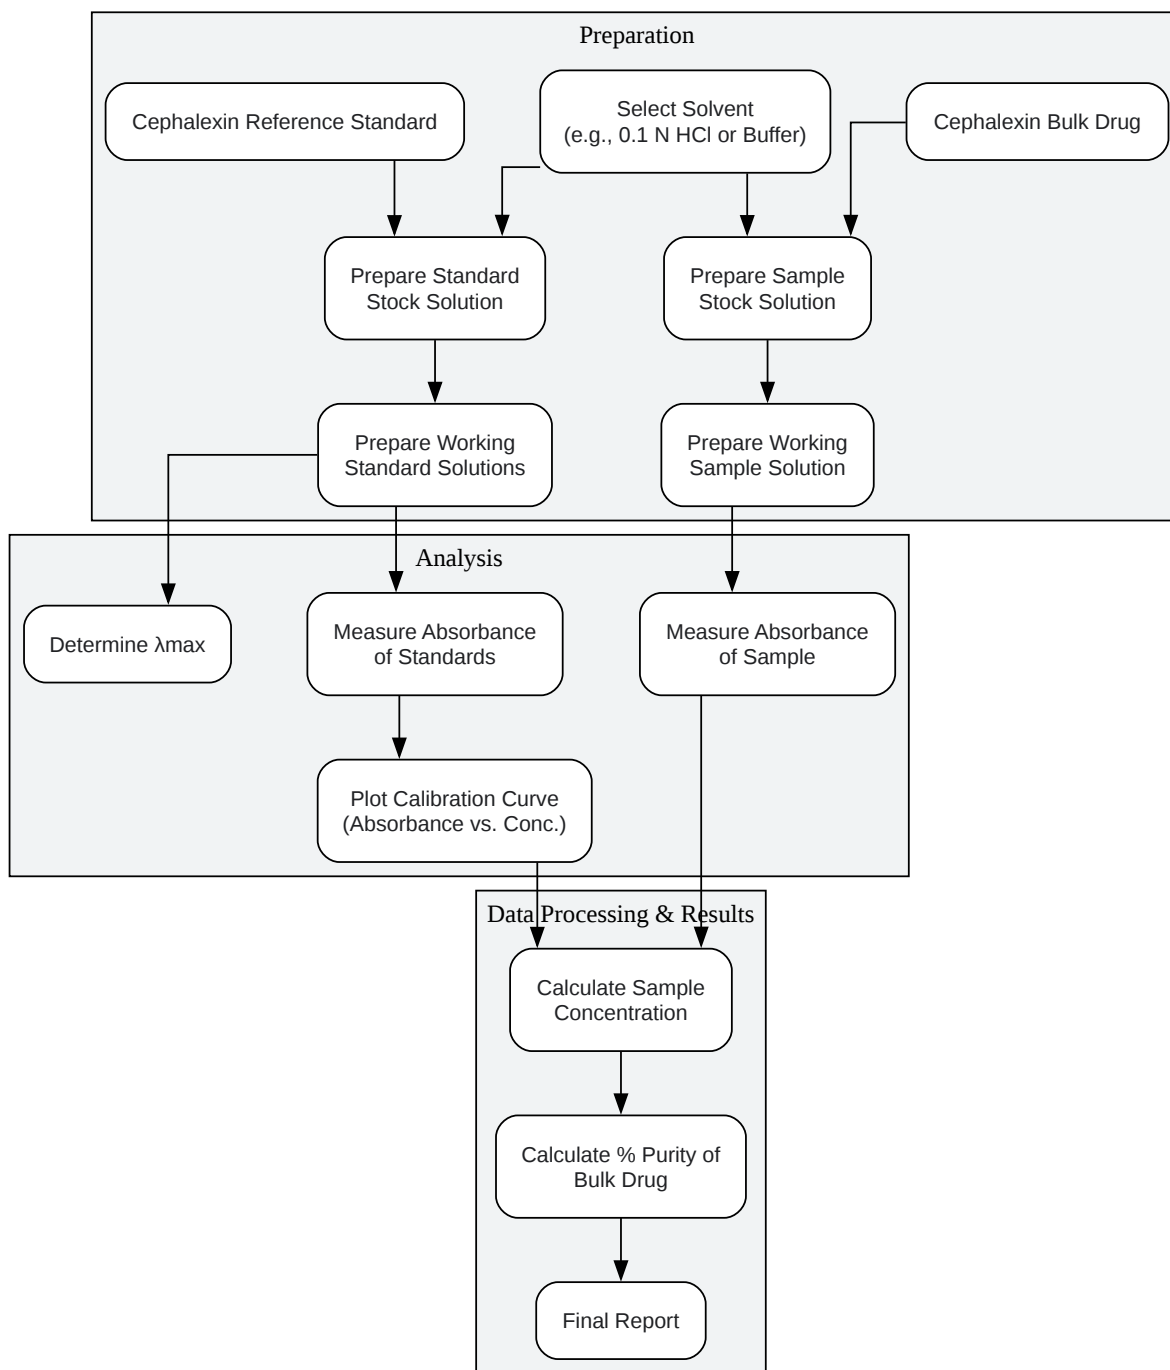 Preparation
Cephalexin Reference Standard
Select Solvent
(e.g., 0.1 N HCl or Buffer)
Cephalexin Bulk Drug
Prepare Standard
Stock Solution
Prepare Sample
Stock Solution
Prepare Working
Standard Solutions
Prepare Working
Sample Solution
Analysis
Determine λmax
Measure Absorbance
of Standards
Measure Absorbance
of Sample
Plot Calibration Curve
(Absorbance vs. Conc.)
Data Processing & Results
Calculate Sample
Concentration
Calculate % Purity of
Bulk Drug
Final Report